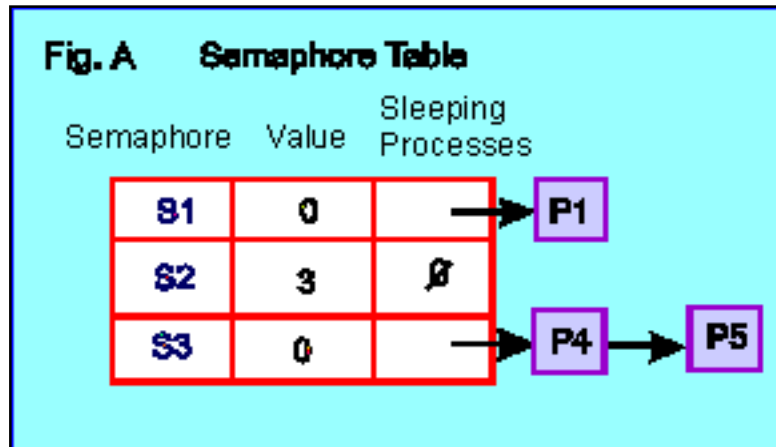 Fig. A Semaphore Table
Semaphore Value Sleeping Processes
S1 0 P1
S2 3 Ø
S3 0 P4 P5